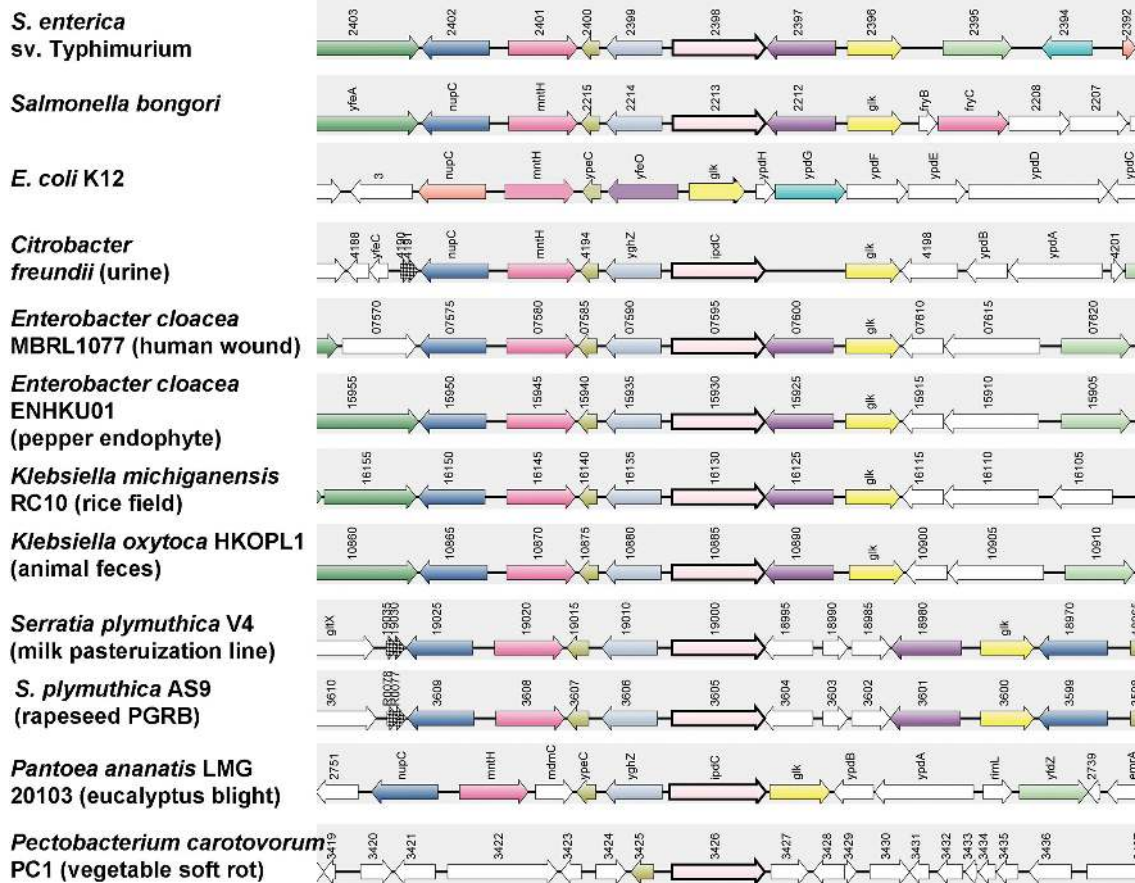 S. enterica
sv. Typhimurium
2403 2402 2401 2400 2399 2398 2397 2396 2395 2394 2392
Salmonella bongori
yfeA nupC mntH 2215 2214 2213 2212 glk fryB fryC 2208 2207
E. coli K12
3 nupC mntH ypeC yfeO glk ypdH ypdG ypdF ypdE ypdD ypdC
Citrobacter
freundii (urine)
4188 yfeC 4190 4191 nupC mntH 4194 yghZ ipdC glk 4198 ypdB ypdA 4201
Enterobacter cloacea
MBRL1077 (human wound)
07570 07575 07580 07585 07590 07595 07600 glk 07610 07615 07620
Enterobacter cloacea
ENHKU01
(pepper endophyte)
15955 15950 15945 15940 15935 15930 15925 glk 15915 15910 15905
Klebsiella michiganensis
RC10 (rice field)
16155 16150 16145 16140 16135 16130 16125 glk 16115 16110 16105
Klebsiella oxytoca HKOPL1
(animal feces)
10860 10865 10870 10875 10880 10885 10890 glk 10900 10905 10910
Serratia plymuthica V4
(milk pasteruization line)
gltX 19035 19030 19025 19020 19015 19010 19000 18995 18990 18985 18980 glk 18970
S. plymuthica AS9
(rapeseed PGRB)
3610 R0076 R0077 3609 3608 3607 3606 3605 3604 3603 3602 3601 3600 3599 3598
Pantoea ananatis LMG
20103 (eucalyptus blight)
2751 nupC mntH mdmC ypeC yghZ ipdC glk ypdB ypdA rimL yfdZ 2739 emrA
Pectobacterium carotovorum
PC1 (vegetable soft rot)
3419 3420 3421 3422 3423 3424 3425 3426 3427 3428 3429 3430 3431 3432 3433 3434 3435 3436